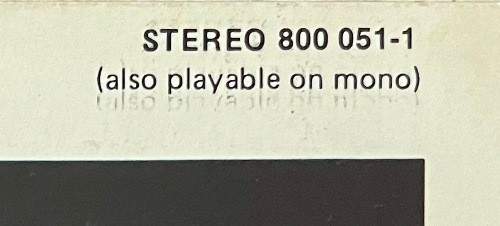 STEREO 800 051-1
(also playable on mono)